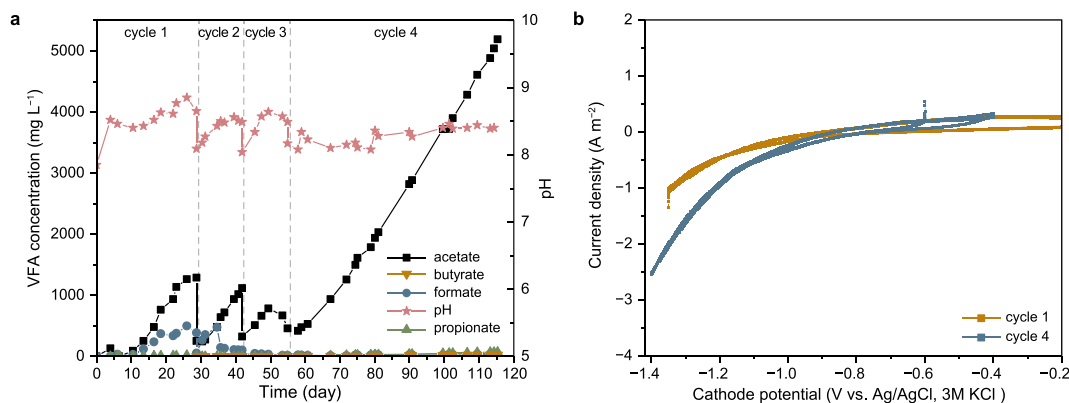 a
cycle 1 cycle 2 cycle 3 cycle 4
VFA concentration (mg L⁻¹)
5000
4000
3000
2000
1000
0
10
9
8
7
6
5
pH
acetate
butyrate
formate
pH
propionate
0 10 20 30 40 50 60 70 80 90 100 110 120
Time (day)
b
Current density (A m⁻²)
2
1
0
−1
−2
−3
−4
cycle 1
cycle 4
−1.4 −1.2 −1.0 −0.8 −0.6 −0.4 −0.2
Cathode potential (V vs. Ag/AgCl, 3M KCl )